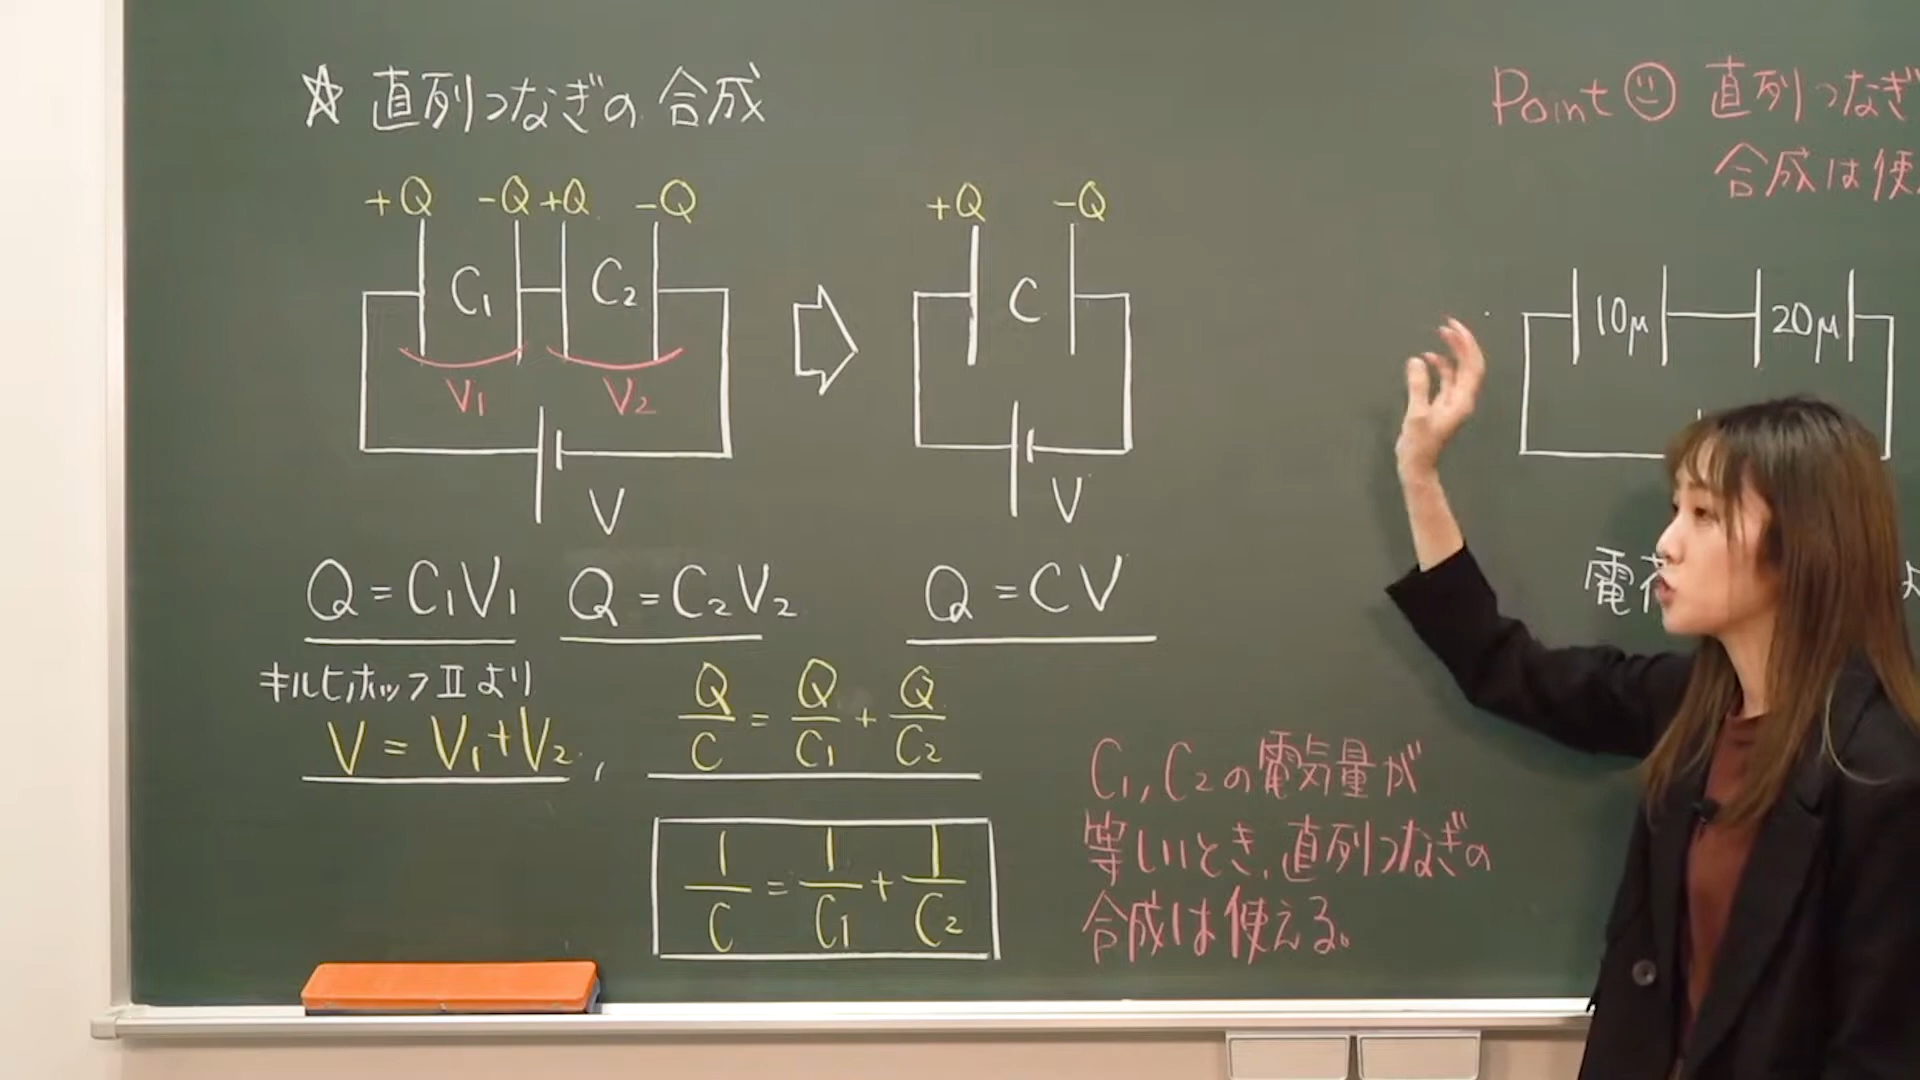 ☆ 直列つなぎの合成
+Q -Q +Q -Q
C₁ C₂
V₁ V₂
V
+Q -Q
C
V
Q=C₁V₁ Q=C₂V₂ Q=CV
キルヒホッフⅡより
V=V₁+V₂, Q/C=Q/C₁+Q/C₂
1/C=1/C₁+1/C₂
C₁,C₂の電気量が
等しいとき、直列つなぎの
合成は使える。
Point☺ 直列つなぎ
合成は使
10μ 20μ
電荷